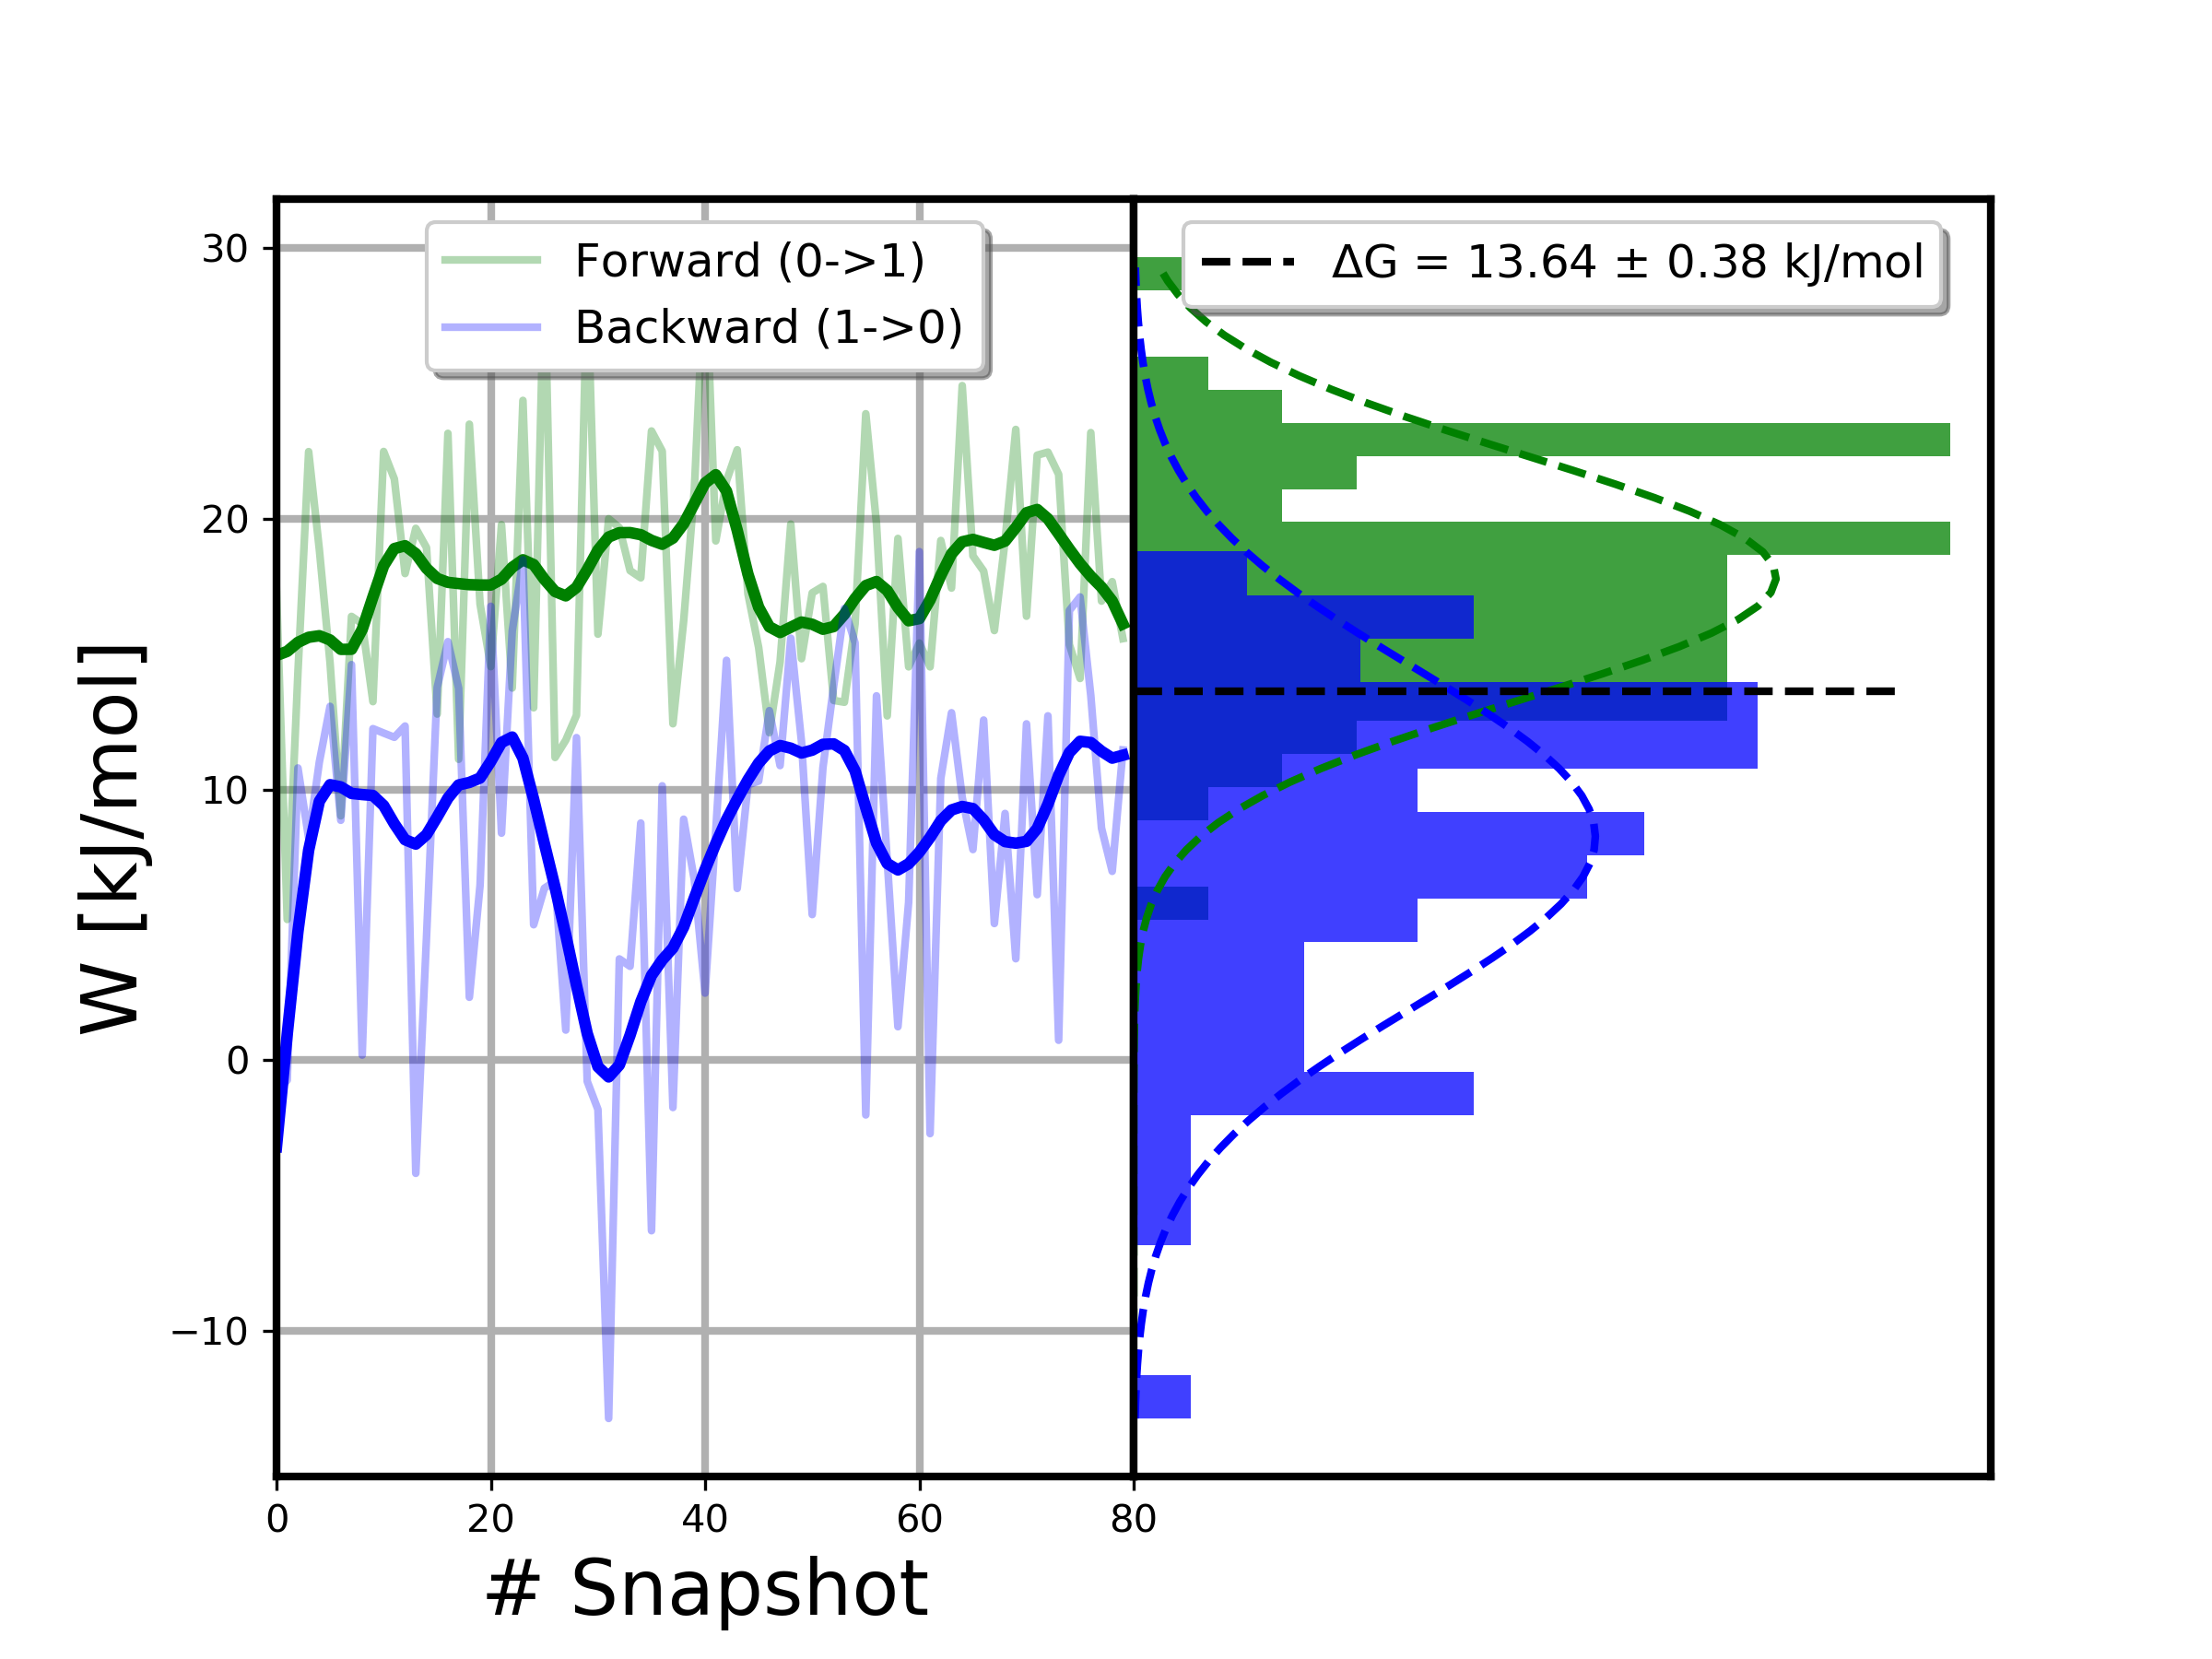 Forward (0->1)
Backward (1->0)
ΔG = 13.64 ± 0.38 kJ/mol
W [kJ/mol]
30
20
10
0
−10
0 20 40 60 80
# Snapshot